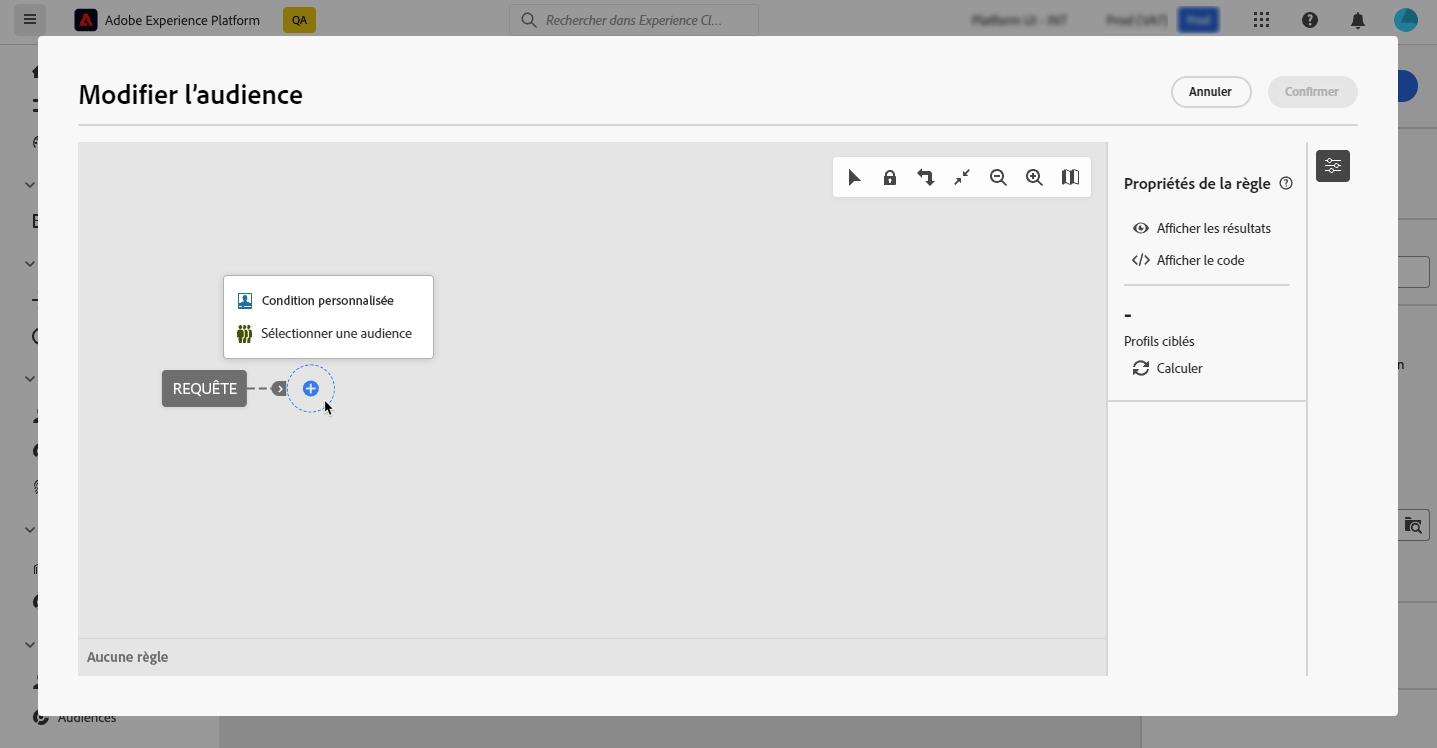 Adobe Experience Platform
QA
Rechercher dans Experience Cl...
Platform UI - INT
Prod (VA7)
Prod
Modifier l’audience
Annuler
Confirmer
Propriétés de la règle
Afficher les résultats
Afficher le code
-
Profils ciblés
Calculer
Condition personnalisée
Sélectionner une audience
REQUÊTE
Aucune règle
Audiences